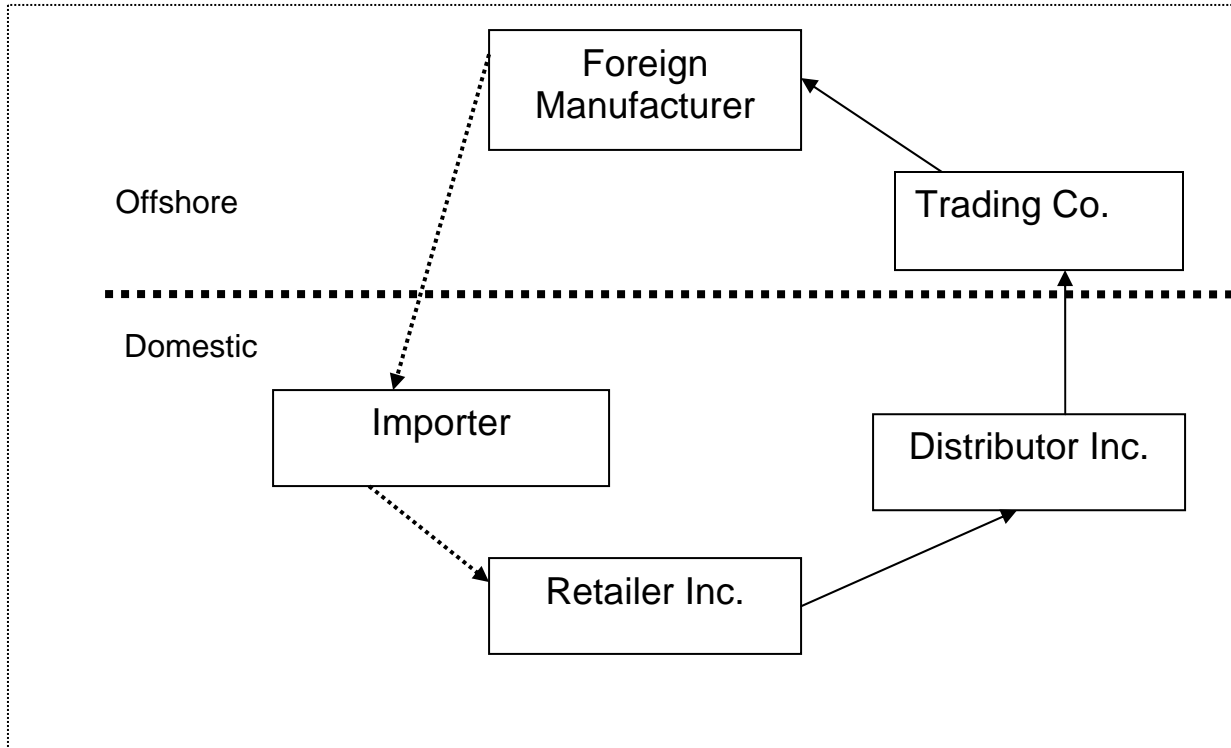 Foreign
Manufacturer
Offshore
Trading Co.
Domestic
Importer
Distributor Inc.
Retailer Inc.